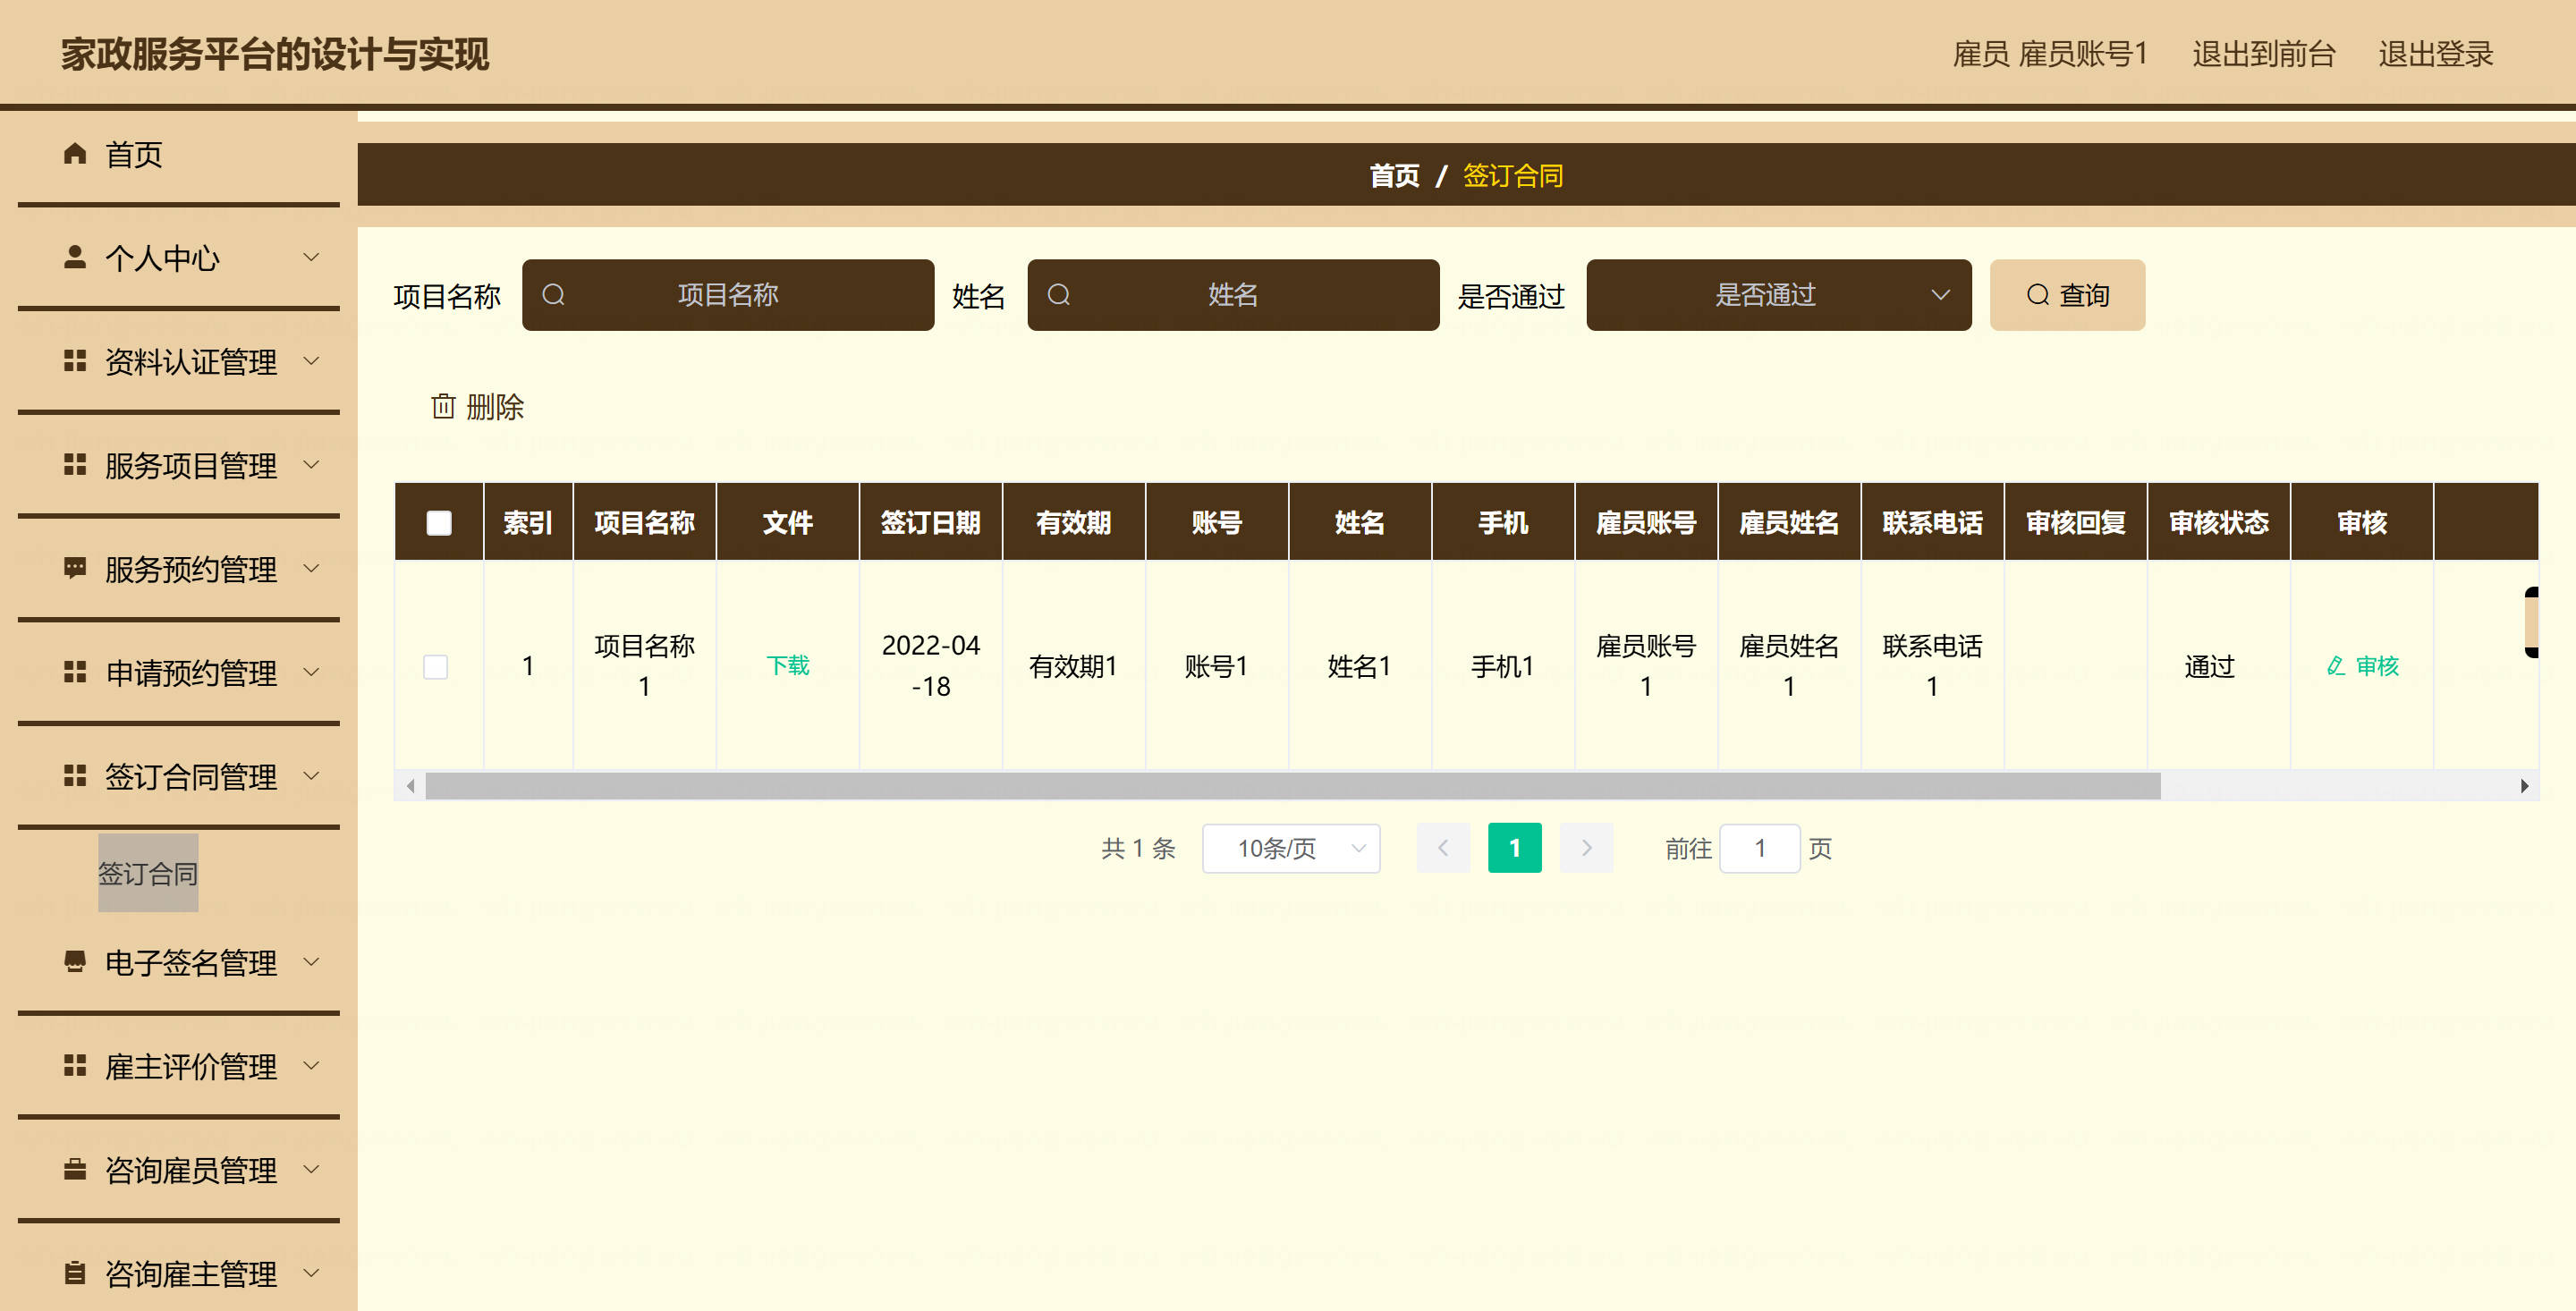 家政服务平台的设计与实现
雇员 雇员账号1 退出到前台 退出登录
首页
个人中心
资料认证管理
服务项目管理
服务预约管理
申请预约管理
签订合同管理
签订合同
电子签名管理
雇主评价管理
咨询雇员管理
咨询雇主管理
首页 / 签订合同
项目名称 项目名称 姓名 姓名 是否通过 是否通过 查询
删除
索引 项目名称 文件 签订日期 有效期 账号 姓名 手机 雇员账号 雇员姓名 联系电话 审核回复 审核状态 审核
1 项目名称1 下载 2022-04-18 有效期1 账号1 姓名1 手机1 雇员账号1 雇员姓名1 联系电话1 通过 审核
共 1 条 10条/页 1 前往 1 页